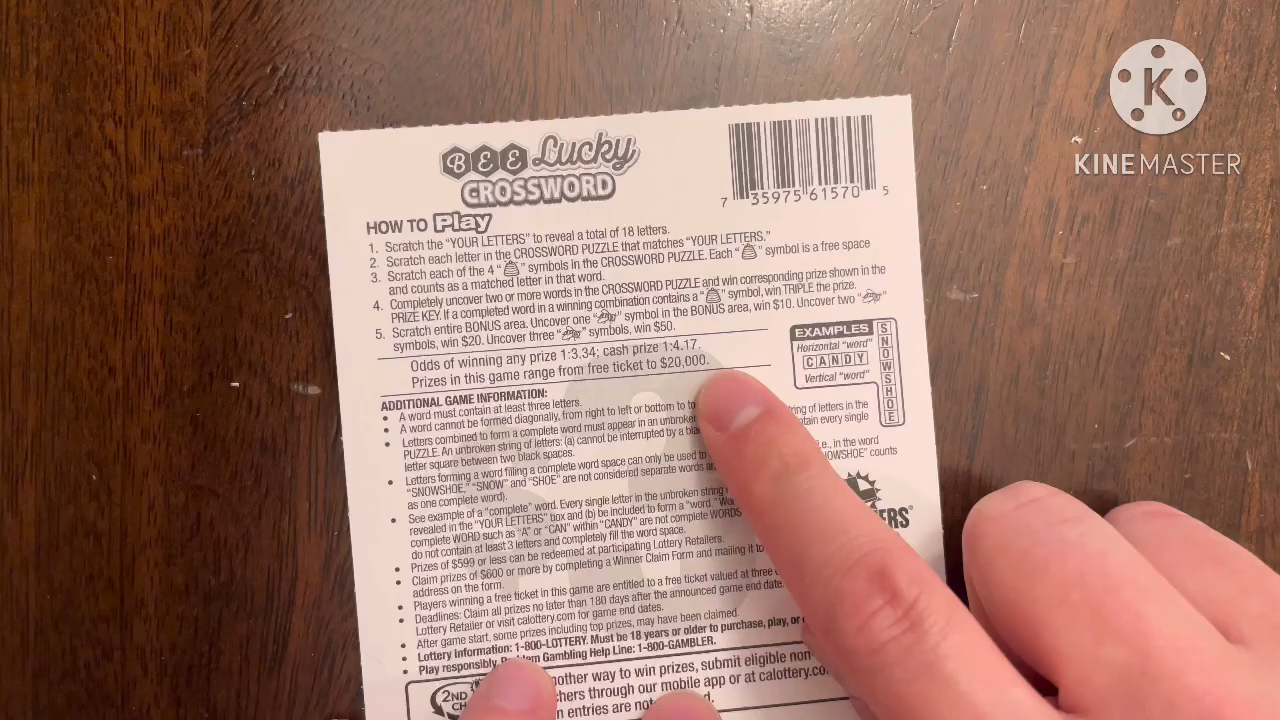 KINEMASTER
BEE Lucky
CROSSWORD
7 35975 61570 5
HOW TO Play
1. Scratch the "YOUR LETTERS" to reveal a total of 18 letters.
2. Scratch each letter in the CROSSWORD PUZZLE that matches "YOUR LETTERS."
3. Scratch each of the 4 " " symbols in the CROSSWORD PUZZLE. Each " " symbol is a free space
and counts as a matched letter in that word.
4. Completely uncover two or more words in the CROSSWORD PUZZLE and win corresponding prize shown in the
PRIZE KEY. If a completed word in a winning combination contains a " " symbol, win TRIPLE the prize.
5. Scratch entire BONUS area. Uncover one " " symbol in the BONUS area, win $10. Uncover two " "
symbols, win $20. Uncover three " " symbols, win $50.
Odds of winning any prize 1:3.34; cash prize 1:4.17.
Prizes in this game range from free ticket to $20,000.
EXAMPLES
Horizontal "word"
CANDY
Vertical "word"
SNOWSHOE
ADDITIONAL GAME INFORMATION:
• A word must contain at least three letters.
• A word cannot be formed diagonally, from right to left or bottom to
• Letters combined to form a complete word must appear in an unbroken string of letters in the
PUZZLE. An unbroken string of letters: (a) cannot be interrupted by a every single
letter square between two black spaces. i.e., in the word
• Letters forming a word filling a complete word space can only be used to "SNOWSHOE" counts
"SNOWSHOE," "SNOW" and "SHOE" are not considered separate words
as one complete word).
• See example of a "complete" word. Every single letter in the unbroken string
revealed in the "YOUR LETTERS" box and (b) be included to form a "word."
complete WORD such as "A" or "CAN" within "CANDY" are not complete WORDS
do not contain at least 3 letters and completely fill the word space.
• Prizes of $599 or less can be redeemed at participating Lottery Retailers.
• Claim prizes of $600 or more by completing a Winner Claim Form and mailing it to
address on the form.
• Players winning a free ticket in this game are entitled to a free ticket valued at three
• Deadlines: Claim all prizes no later than 180 days after the announced game end date.
Lottery Retailer or visit calottery.com for game end dates.
• After game start, some prizes including top prizes, may have been claimed.
• Lottery Information: 1-800-LOTTERY. Must be 18 years or older to purchase, play, or
• Play responsibly. Problem Gambling Help Line: 1-800-GAMBLER.
2ND
another way to win prizes, submit eligible non-
through our mobile app or at calottery.co
entries are not